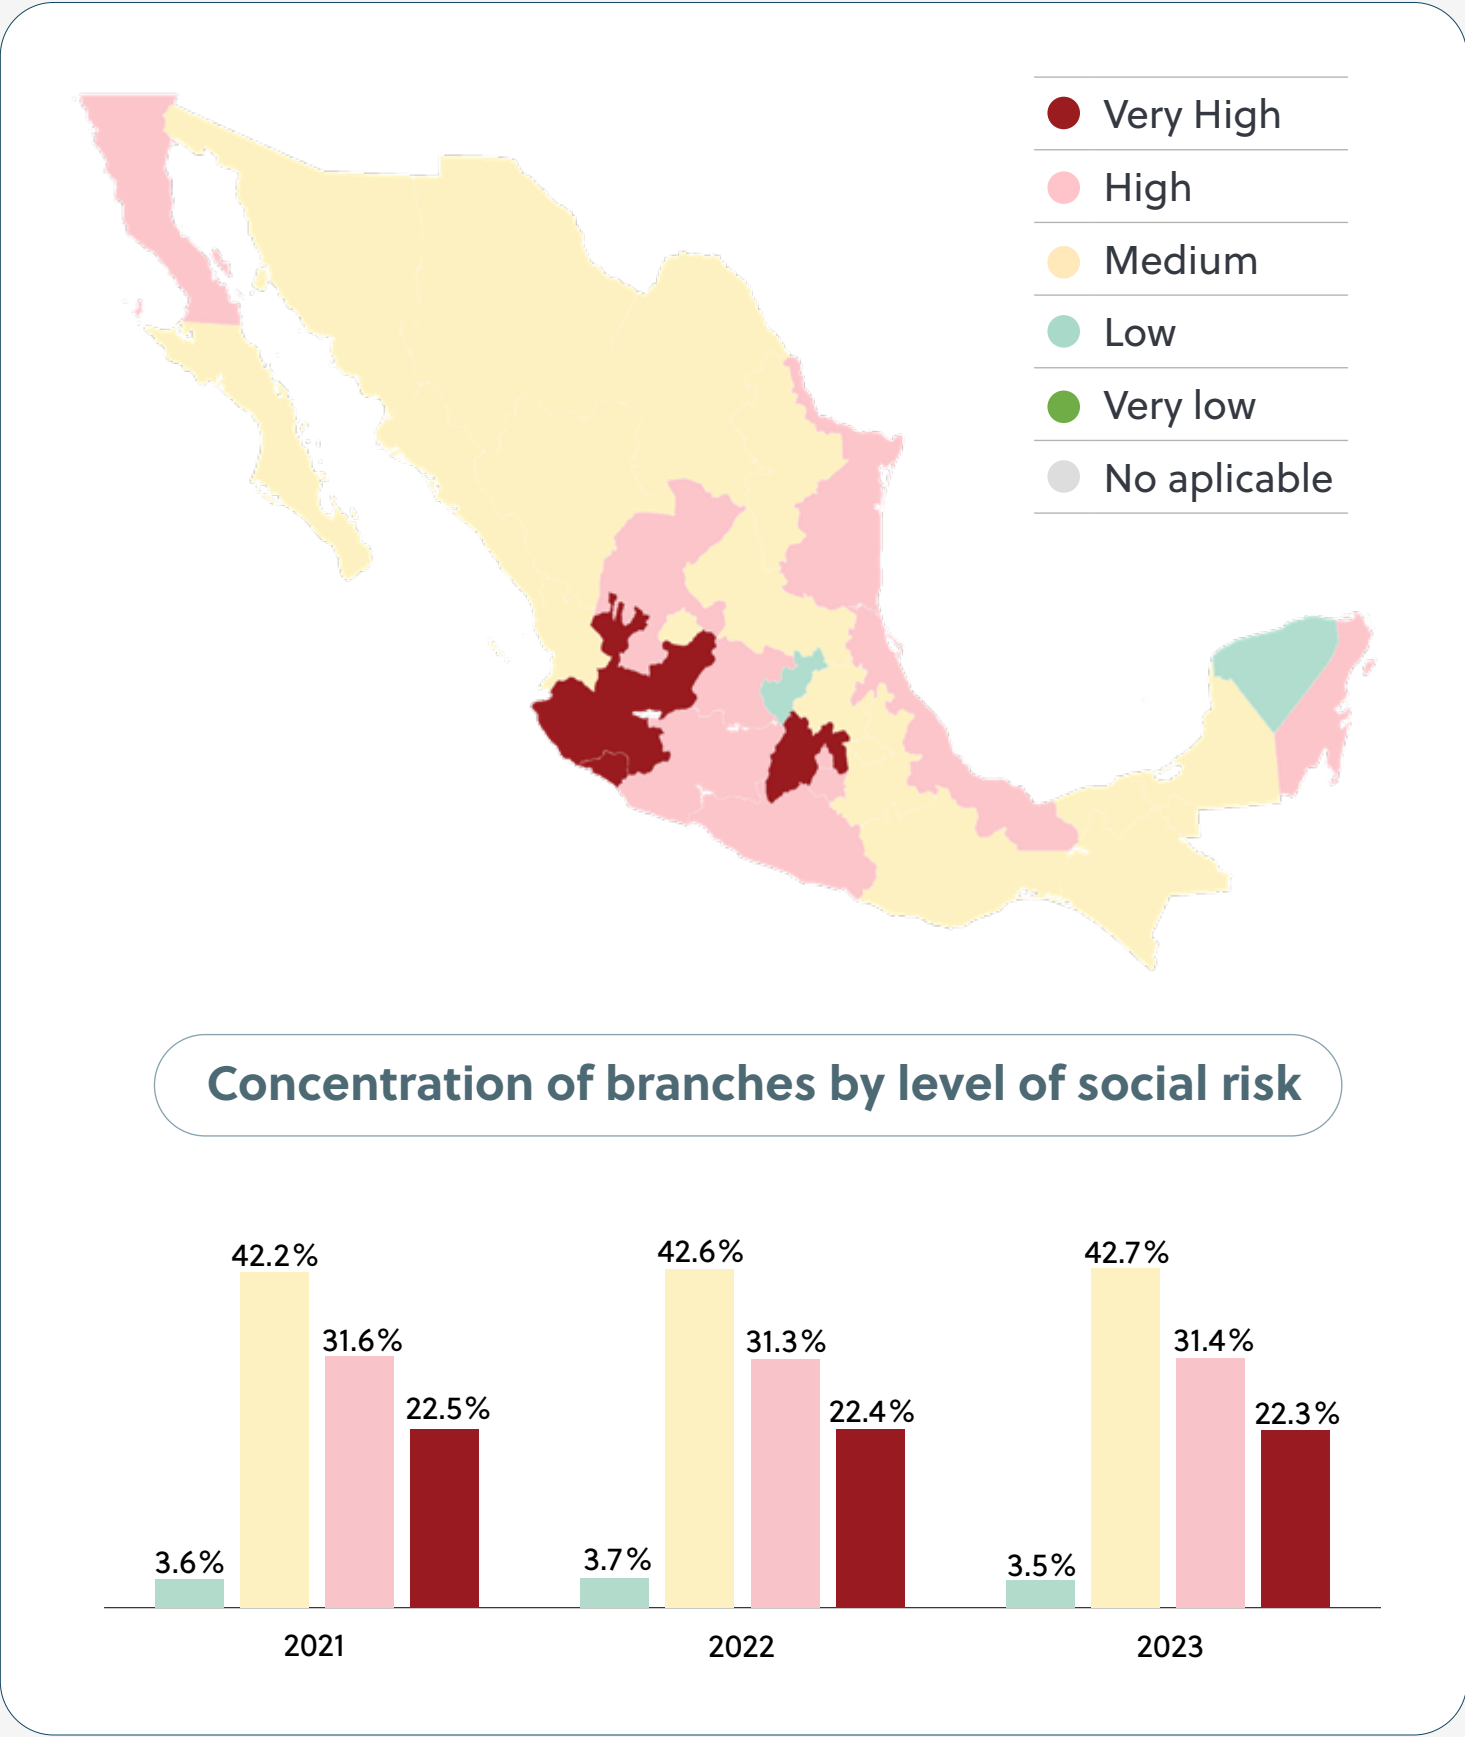 Very High
High
Medium
Low
Very low
No aplicable
Concentration of branches by level of social risk
42.2%
31.6%
22.5%
3.6%
42.6%
31.3%
22.4%
3.7%
42.7%
31.4%
22.3%
3.5%
2021
2022
2023